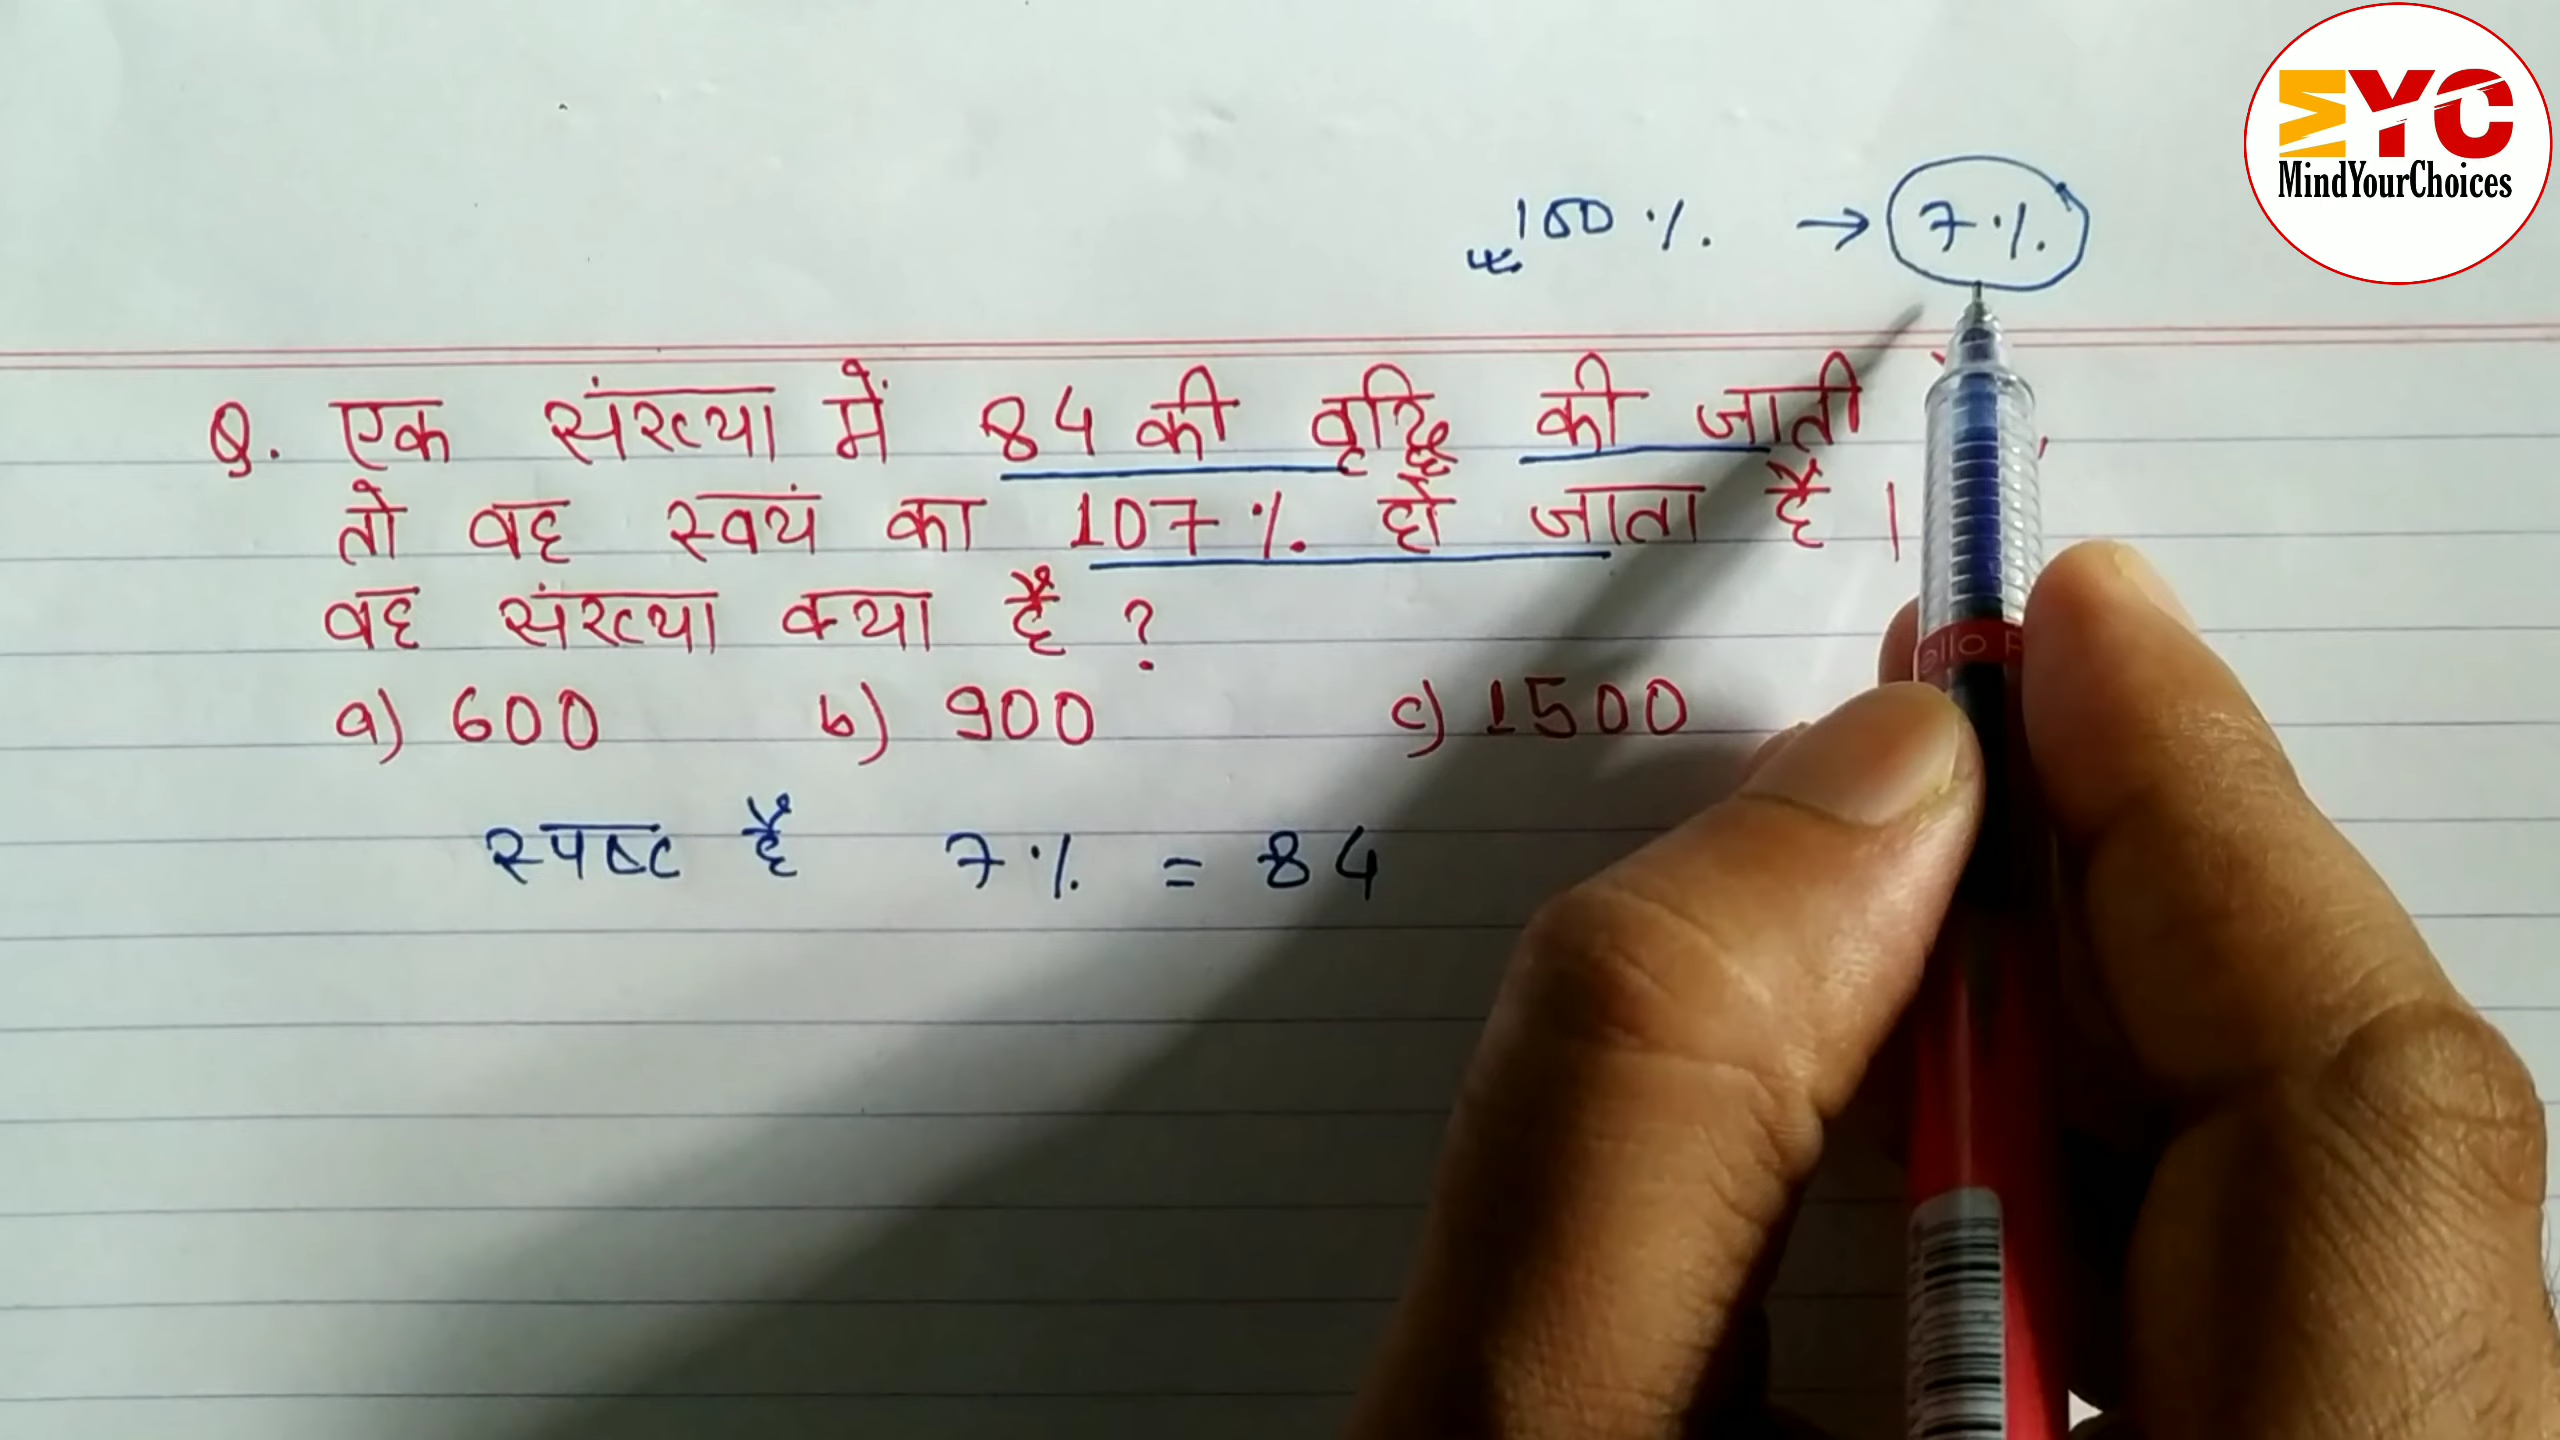 MYC
MindYourChoices
100 % → 7 %
Q. एक संख्या में 84 की वृद्धि की जाती
तो वह स्वयं का 107 % हो जाता है ।
वह संख्या क्या है ?
a) 600 b) 900 c) 1500
स्पष्ट है 7 % = 84